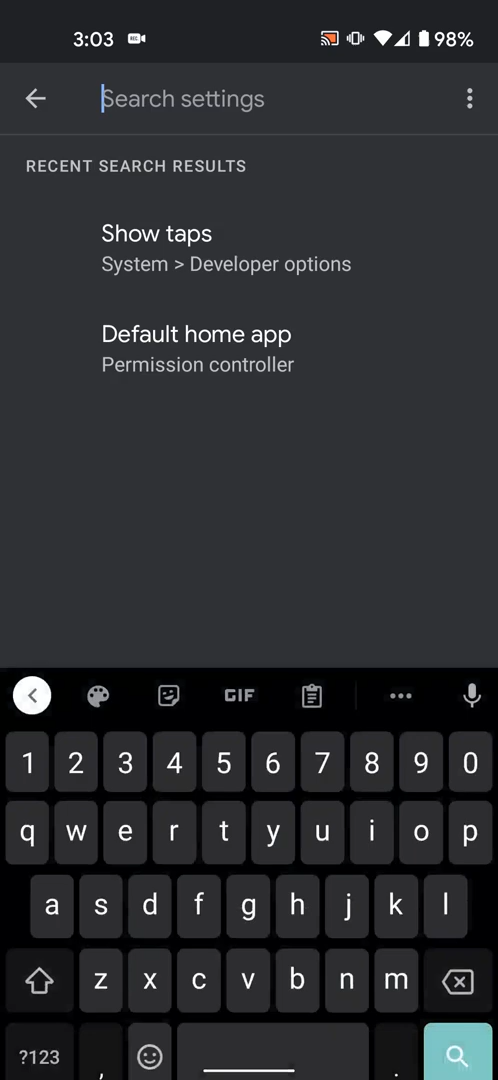 3:03 REC 98%
Search settings
RECENT SEARCH RESULTS
Show taps
System > Developer options
Default home app
Permission controller
GIF
1 2 3 4 5 6 7 8 9 0
q w e r t y u i o p
a s d f g h j k l
z x c v b n m
?123 , .